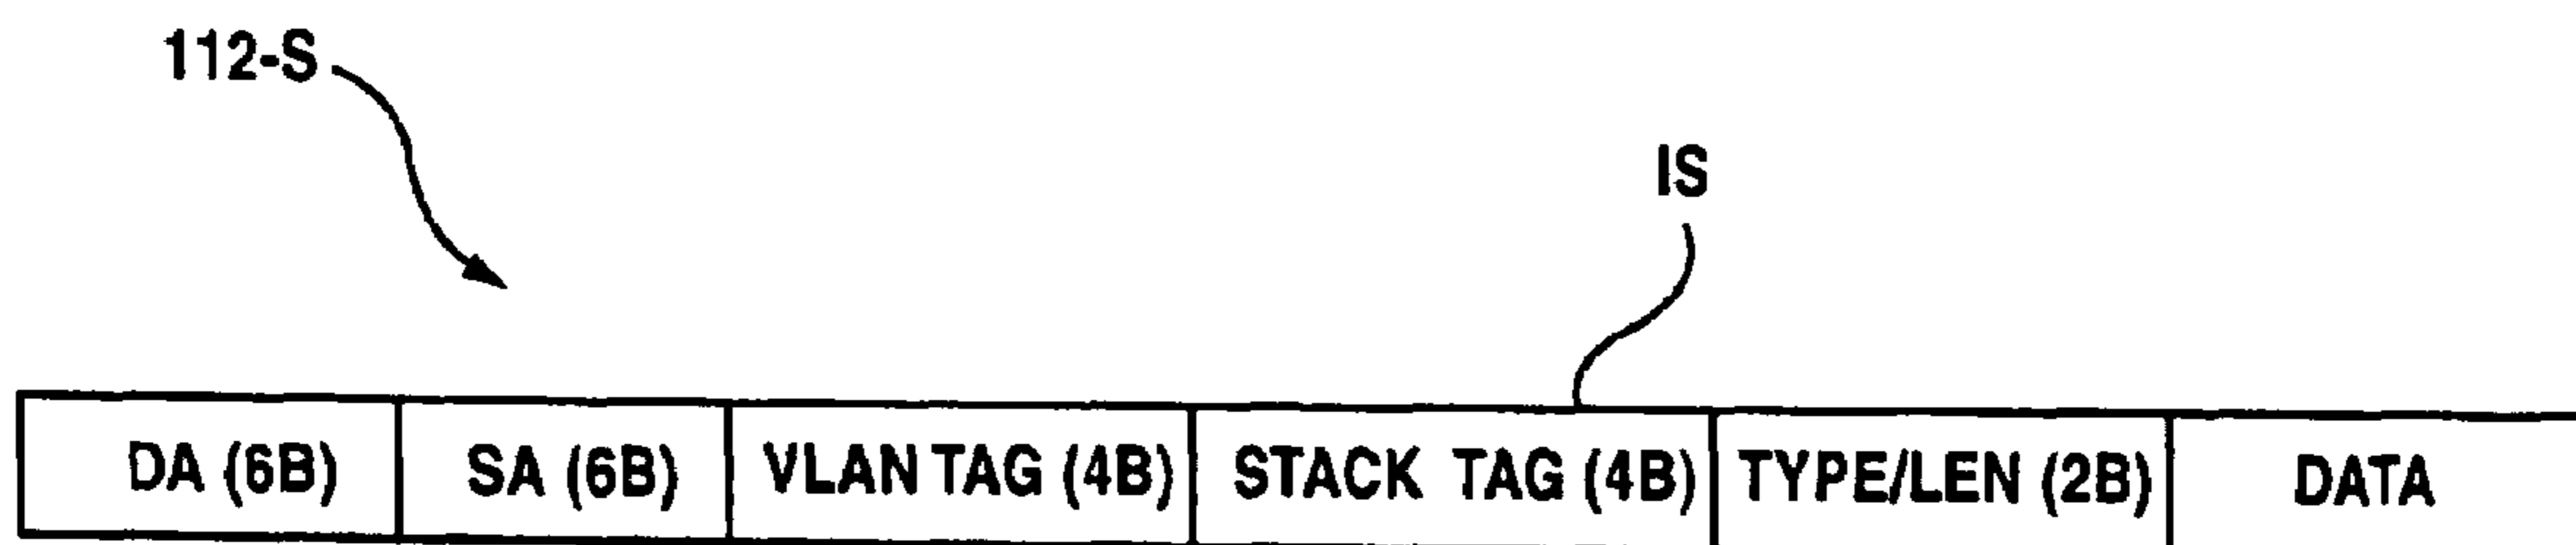 112-S
IS
DA (6B) SA (6B) VLAN TAG (4B) STACK TAG (4B) TYPE/LEN (2B) DATA